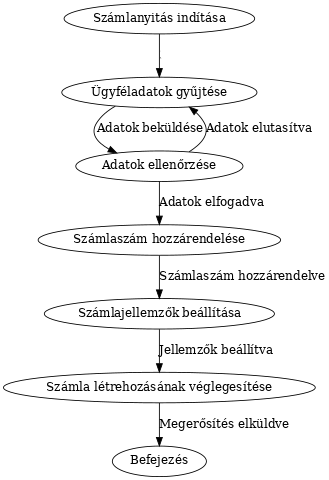 Számlanyitás indítása
Ügyféladatok gyűjtése
Adatok beküldése
Adatok elutasítva
Adatok ellenőrzése
Adatok elfogadva
Számlaszám hozzárendelése
Számlaszám hozzárendelve
Számlajellemzők beállítása
Jellemzők beállítva
Számla létrehozásának véglegesítése
Megerősítés elküldve
Befejezés